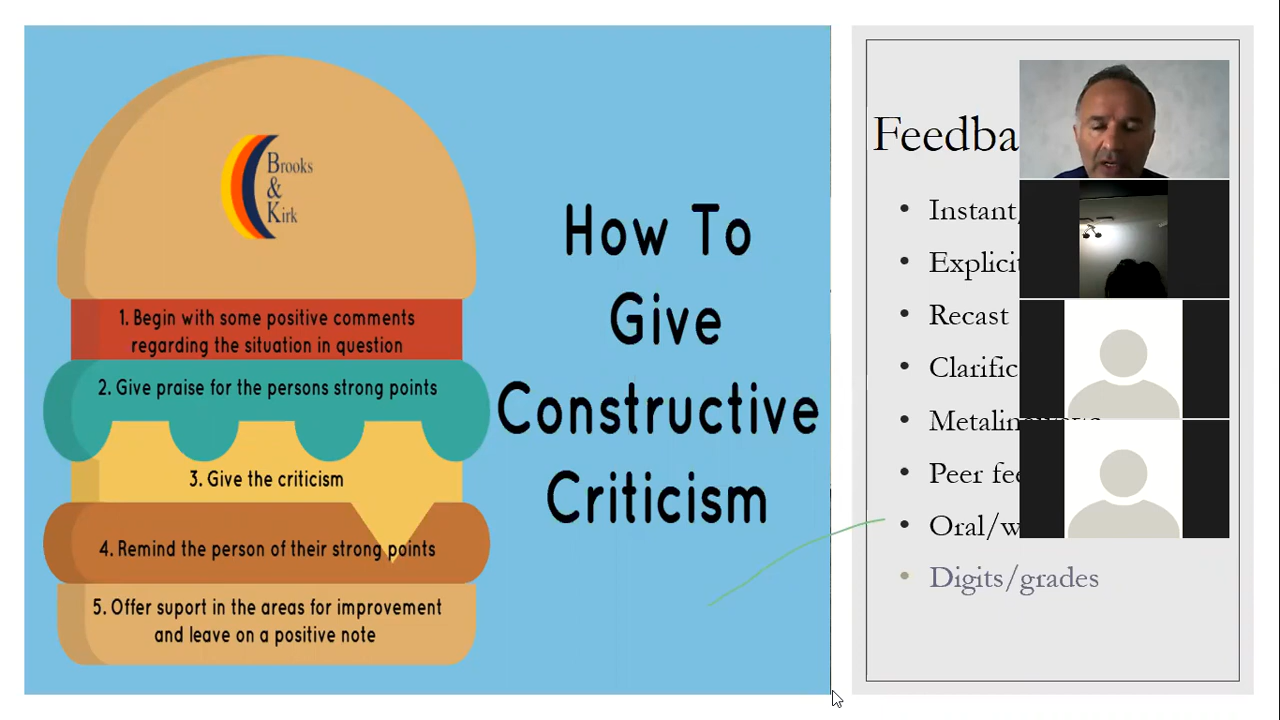 Brooks
&
Kirk
1. Begin with some positive comments
regarding the situation in question
2. Give praise for the persons strong points
3. Give the criticism
4. Remind the person of their strong points
5. Offer suport in the areas for improvement
and leave on a positive note
How To
Give
Constructive
Criticism
Feedba
• Instant
• Explicit
• Recast
• Clarific
• Metalin
• Peer fee
• Oral/w
• Digits/grades